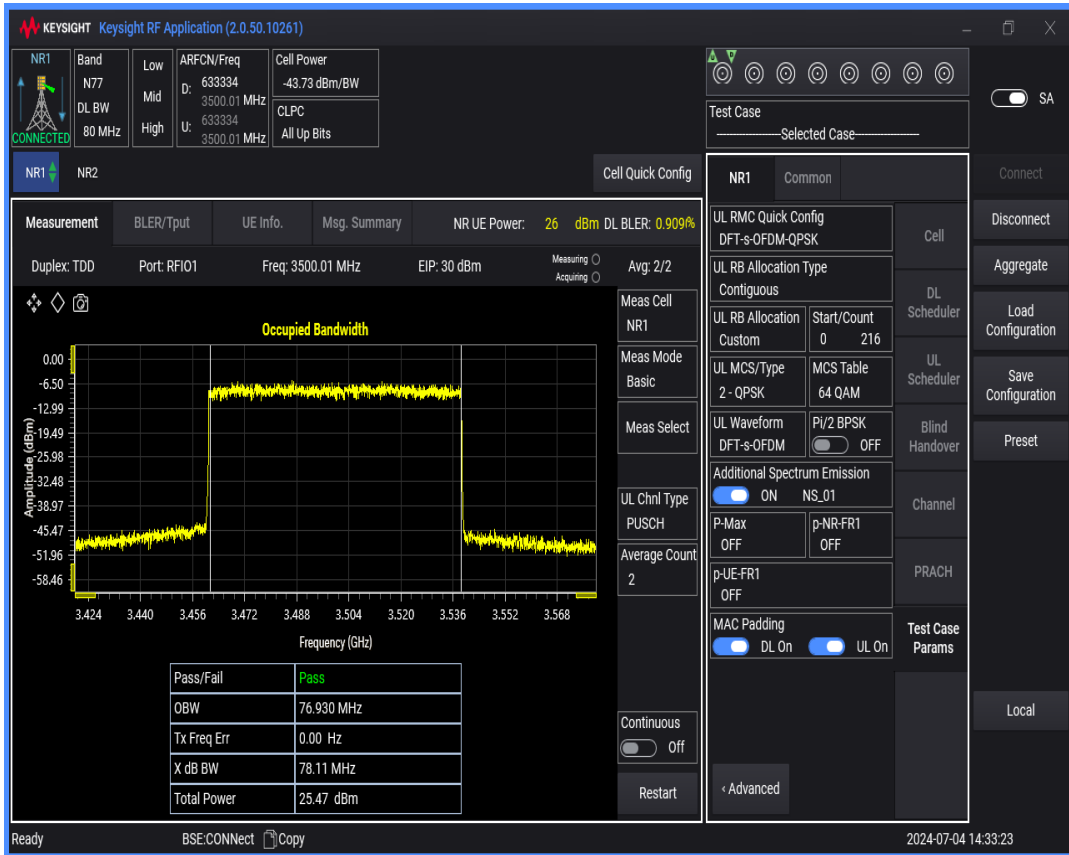 KEYSIGHT Keysight RF Application (2.0.50.10261)
NR1
CONNECTED
Band
N77
DL BW
80 MHz
Low
Mid
High
ARFCN/Freq
D: 633334
3500.01 MHz
U: 633334
3500.01 MHz
Cell Power
-43.73 dBm/BW
CLPC
All Up Bits
Test Case
--------------------Selected Case--------------------
SA
NR1 NR2 Cell Quick Config
Measurement BLER/Tput UE Info. Msg. Summary NR UE Power: 26 dBm DL BLER: 0.909%
Duplex: TDD Port: RFIO1 Freq: 3500.01 MHz EIP: 30 dBm Measuring Acquiring Avg: 2/2
Occupied Bandwidth
Amplitude (dBm)
0.00
-6.50
-12.99
-19.49
-25.98
-32.48
-38.97
-45.47
-51.96
-58.46
3.424 3.440 3.456 3.472 3.488 3.504 3.520 3.536 3.552 3.568
Frequency (GHz)
Pass/Fail Pass
OBW 76.930 MHz
Tx Freq Err 0.00 Hz
X dB BW 78.11 MHz
Total Power 25.47 dBm
Meas Cell
NR1
Meas Mode
Basic
Meas Select
UL Chnl Type
PUSCH
Average Count
2
Continuous
Off
Restart
NR1 Common
UL RMC Quick Config
DFT-s-OFDM-QPSK
UL RB Allocation Type
Contiguous
UL RB Allocation
Custom
Start/Count
0 216
UL MCS/Type
2 - QPSK
MCS Table
64 QAM
UL Waveform
DFT-s-OFDM
Pi/2 BPSK
OFF
Additional Spectrum Emission
ON NS_01
P-Max
OFF
p-NR-FR1
OFF
p-UE-FR1
OFF
MAC Padding
DL On UL On
‹ Advanced
Cell
DL
Scheduler
UL
Scheduler
Blind
Handover
Channel
PRACH
Test Case
Params
Connect
Disconnect
Aggregate
Load
Configuration
Save
Configuration
Preset
Local
Ready BSE:CONNect Copy 2024-07-04 14:33:23